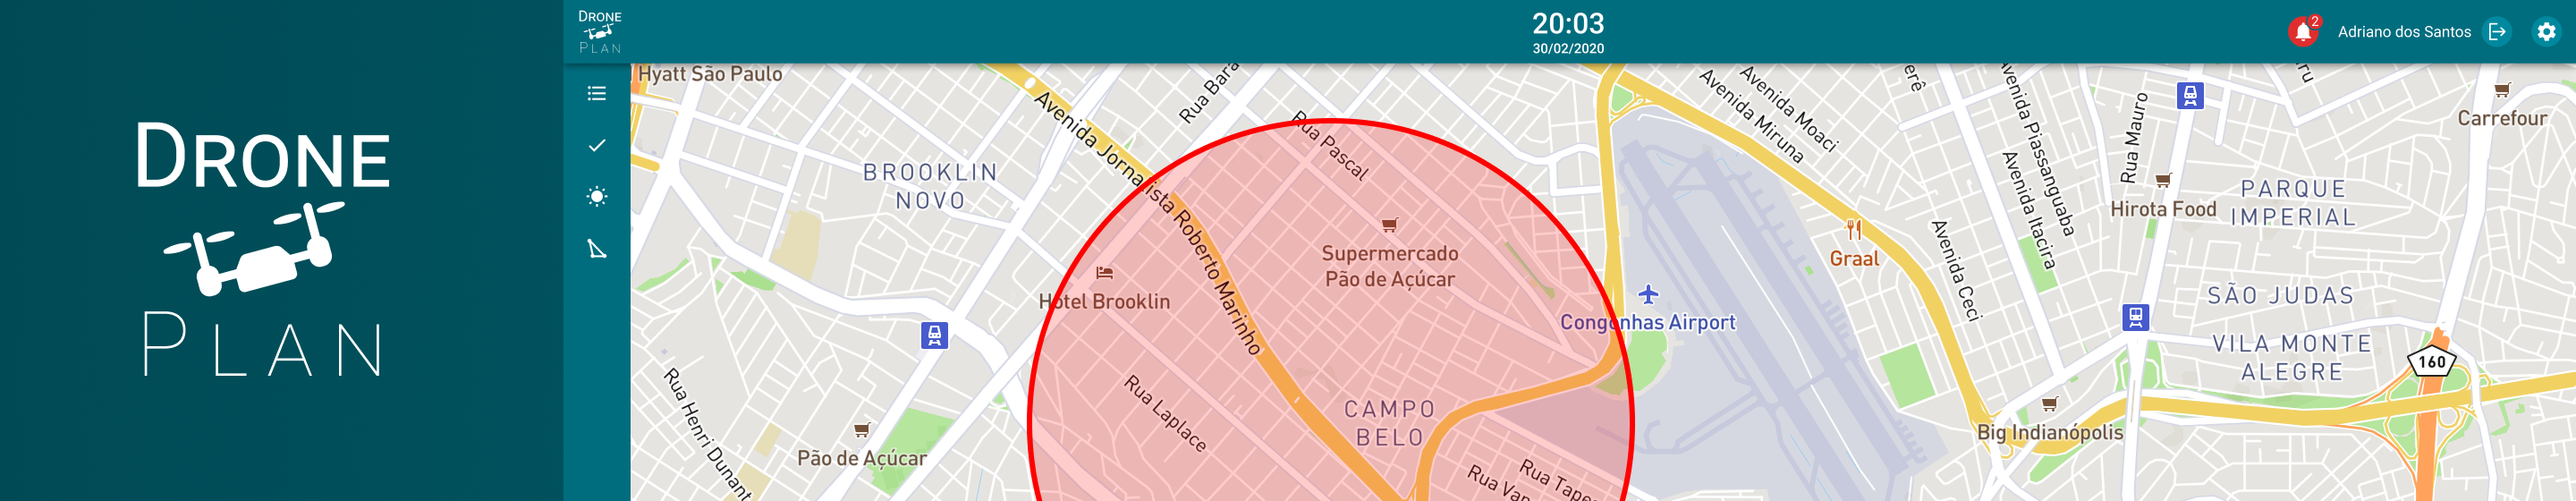 DRONE
PLAN
DRONE
PLAN
20:03
30/02/2020
2
Adriano dos Santos
Hyatt São Paulo
Avenida Jornalista Roberto Marinho
Rua Bara
Rua Pascal
Avenida Miruna
Avenida Moaci
erê
Avenida Piassanguaba
Avenida Itacira
Rua Mauro
ru
Carrefour
BROOKLIN
NOVO
Hirota Food
PARQUE
IMPERIAL
Supermercado
Pão de Açúcar
Graal
Avenida Ceci
Hotel Brooklin
Congonhas Airport
SÃO JUDAS
VILA MONTE
ALEGRE
160
Rua Henri Dunant
Rua Laplace
CAMPO
BELO
Big Indianópolis
Pão de Açúcar
Rua Van
Rua Tape